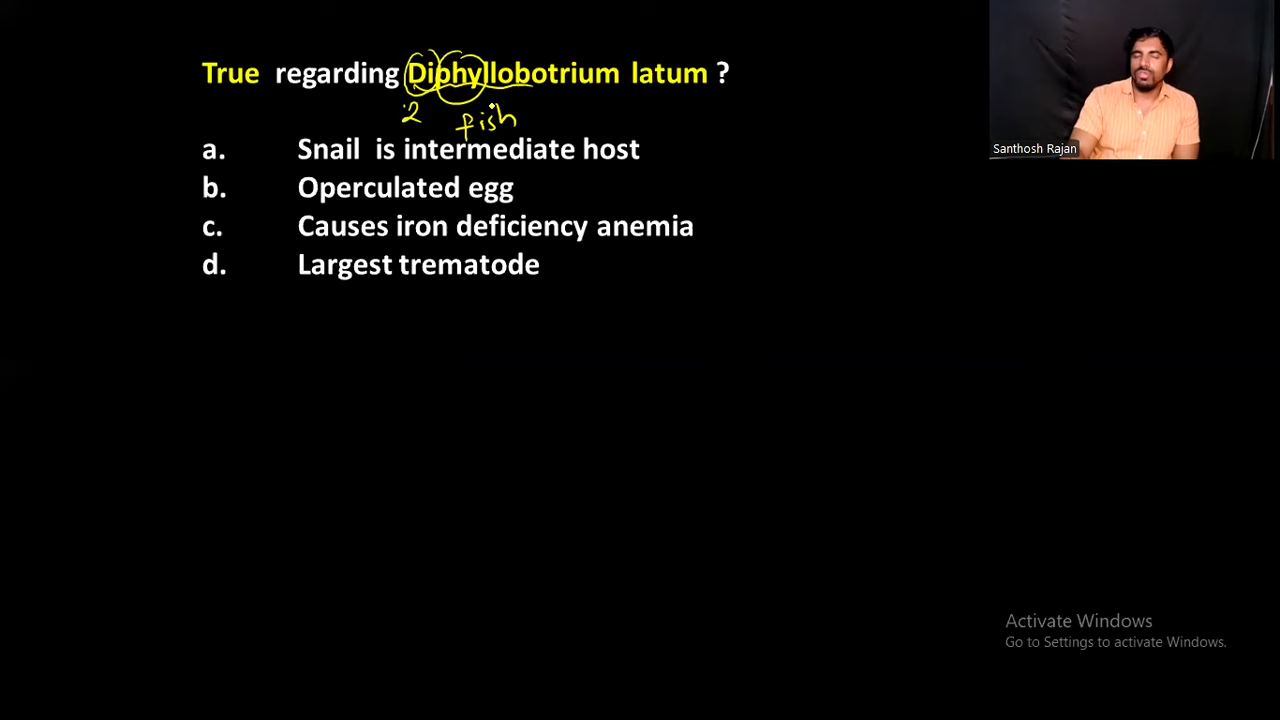 True regarding Diphyllobotrium latum ?
2 fish
a. Snail is intermediate host
b. Operculated egg
c. Causes iron deficiency anemia
d. Largest trematode
Santhosh Rajan
Activate Windows
Go to Settings to activate Windows.